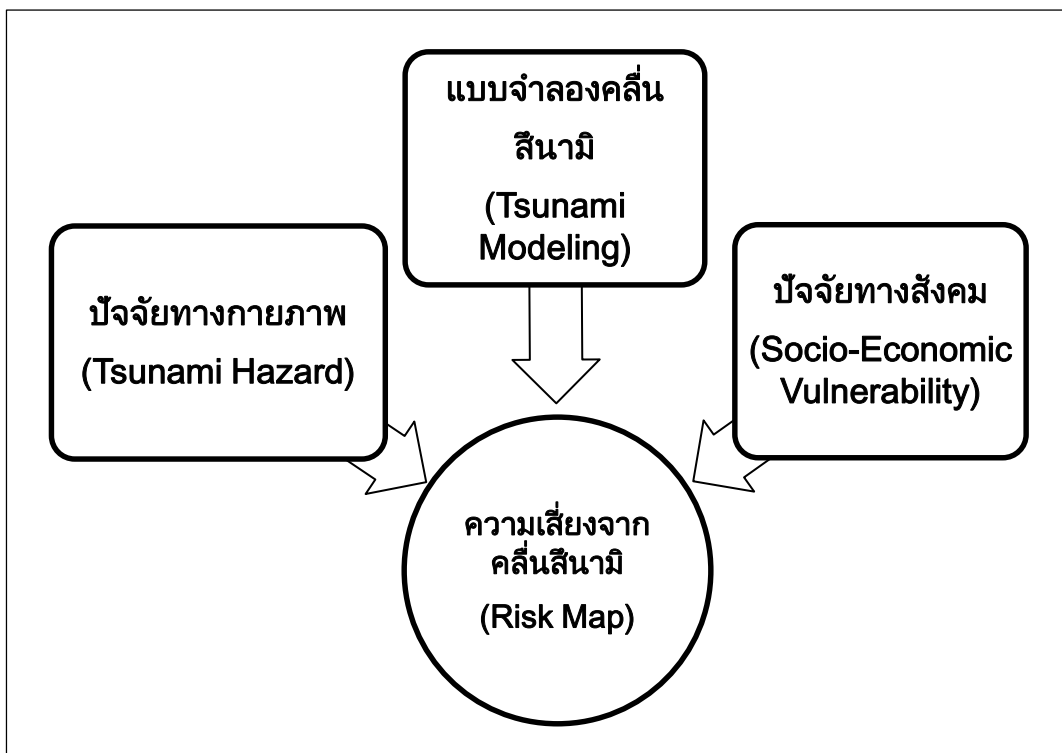 แบบจำลองคลื่น
สึนามิ
(Tsunami
Modeling)
ปัจจัยทางกายภาพ
(Tsunami Hazard)
ปัจจัยทางสังคม
(Socio-Economic
Vulnerability)
ความเสี่ยงจาก
คลื่นสึนามิ
(Risk Map)